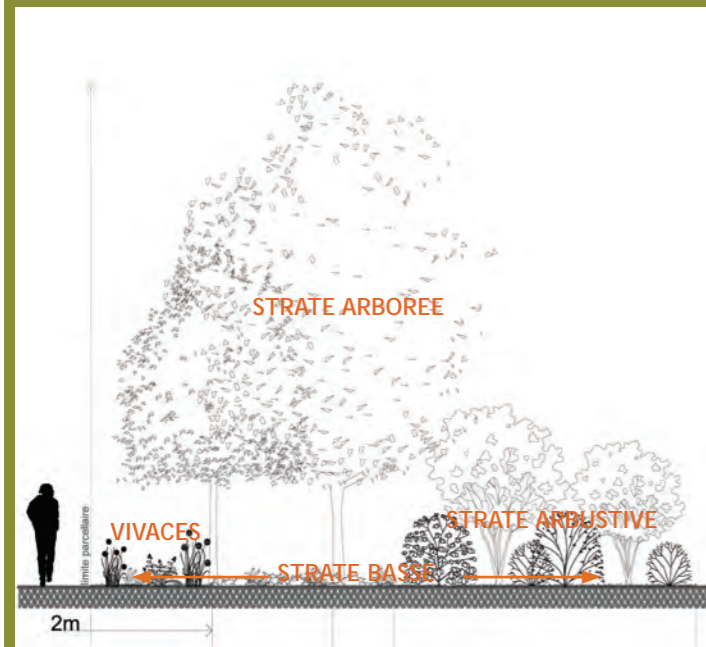 STRATE ARBOREE
limite parcellaire
VIVACES
STRATE ARBUSTIVE
STRATE BASSE
2m